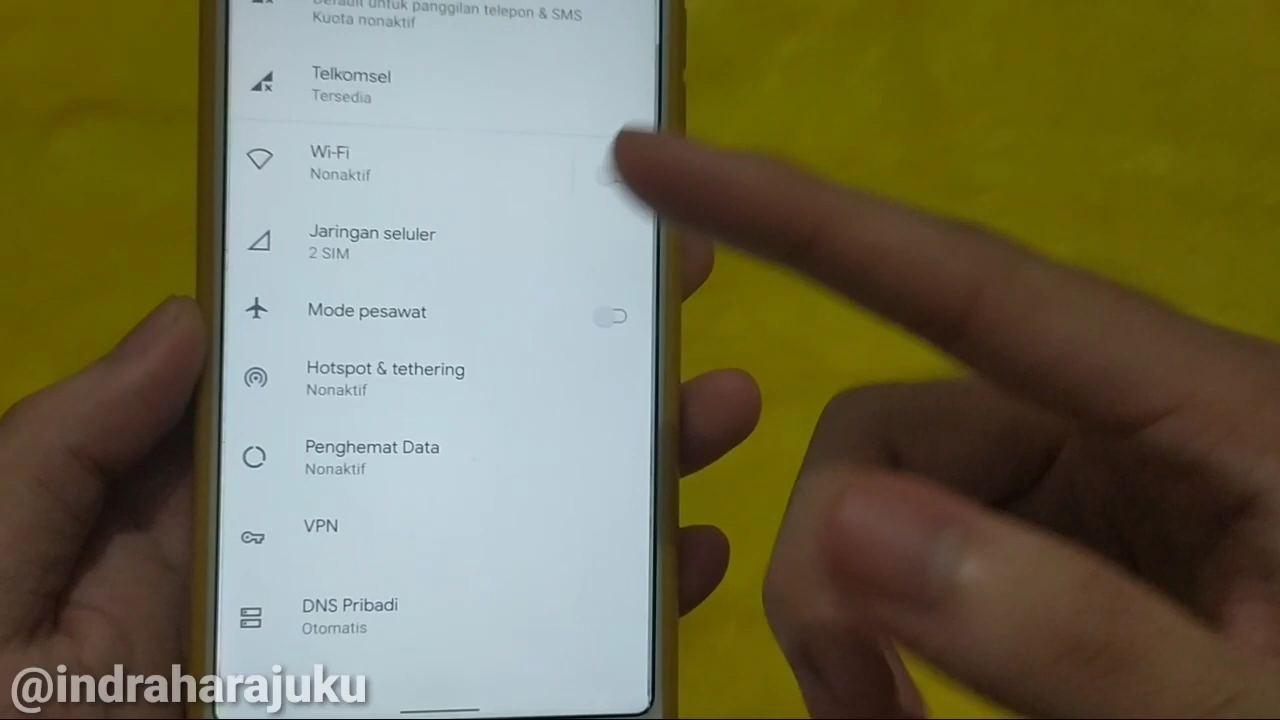 Default untuk panggilan telepon & SMS
Kuota nonaktif
Telkomsel
Tersedia
Wi-Fi
Nonaktif
Jaringan seluler
2 SIM
Mode pesawat
Hotspot & tethering
Nonaktif
Penghemat Data
Nonaktif
VPN
DNS Pribadi
Otomatis
@indraharajuku